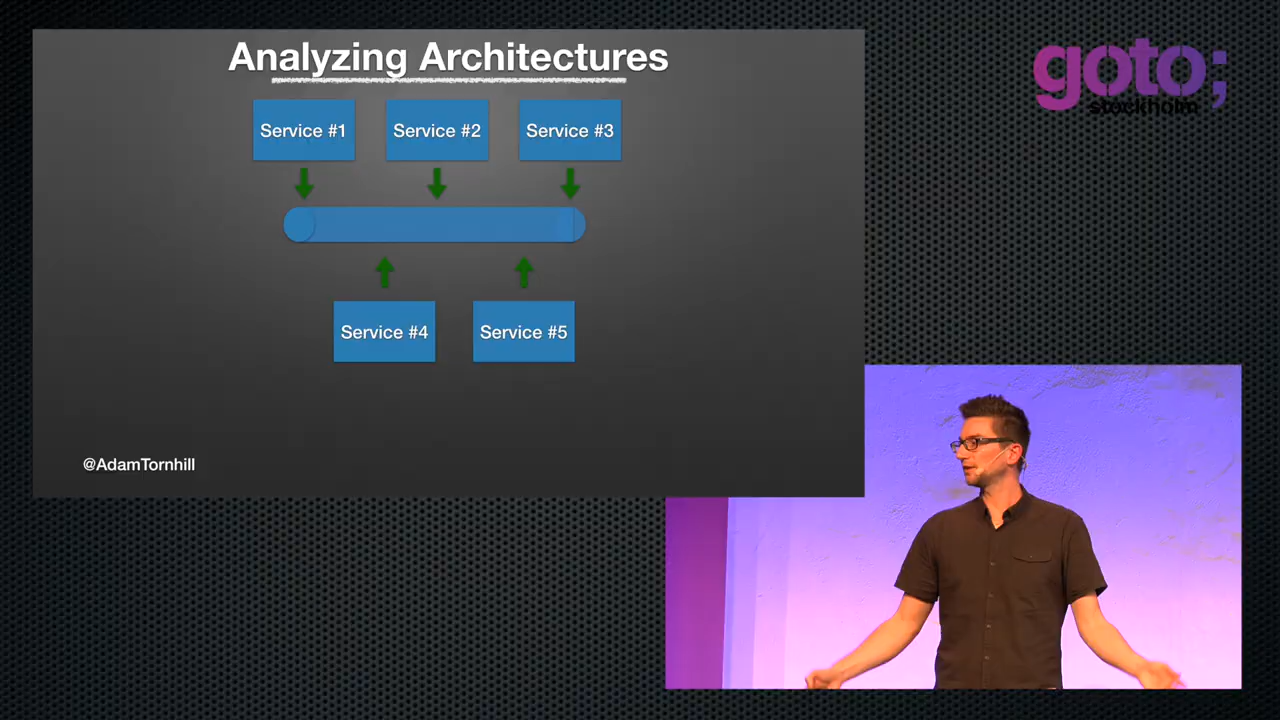 Analyzing Architectures
Service #1
Service #2
Service #3
Service #4
Service #5
@AdamTornhill
goto;
stockholm